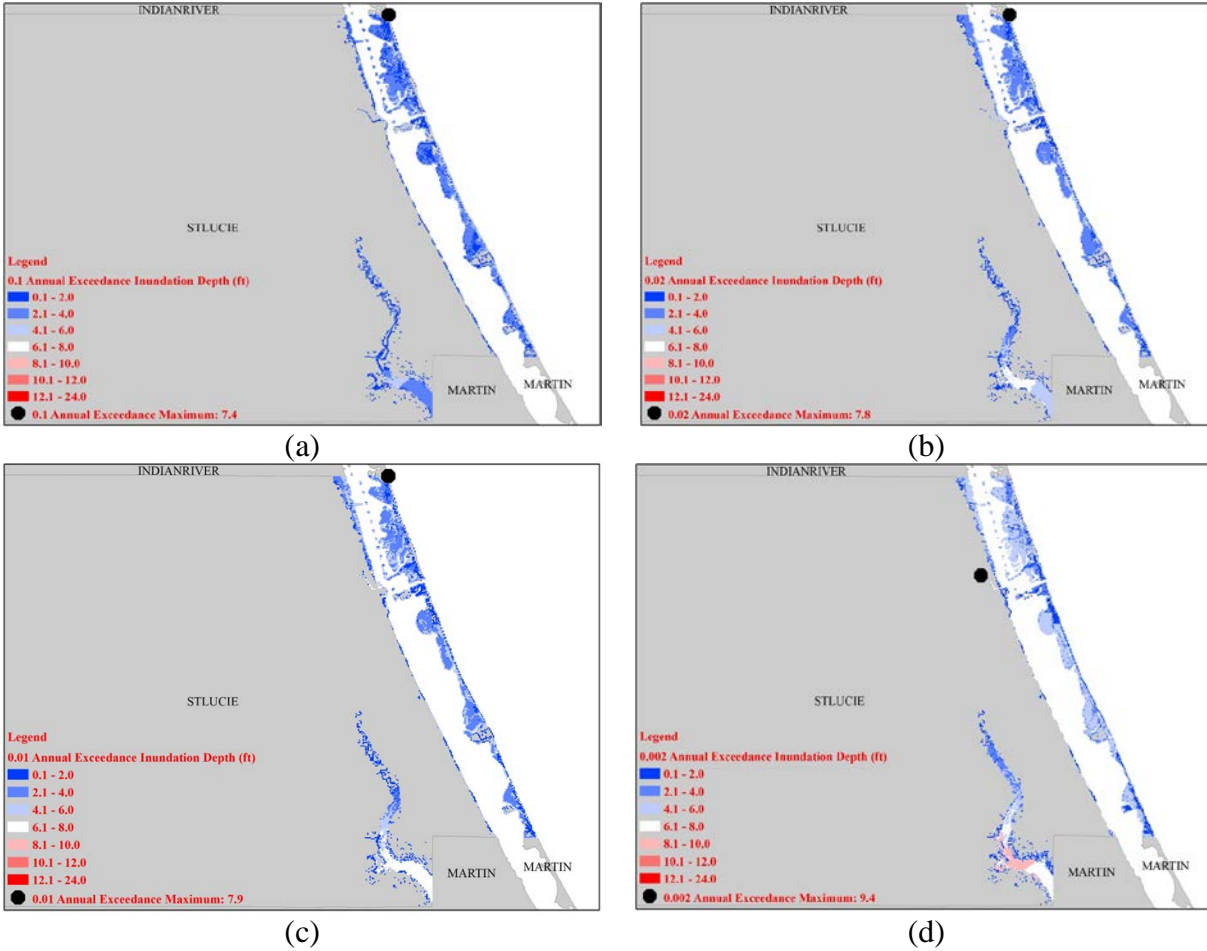 INDIANRIVER
STLUCIE
Legend
0.1 Annual Exceedance Inundation Depth (ft)
0.1 - 2.0
2.1 - 4.0
4.1 - 6.0
6.1 - 8.0
8.1 - 10.0
10.1 - 12.0
12.1 - 24.0
0.1 Annual Exceedance Maximum: 7.4
MARTIN
MARTIN
(a)
INDIANRIVER
STLUCIE
Legend
0.02 Annual Exceedance Inundation Depth (ft)
0.1 - 2.0
2.1 - 4.0
4.1 - 6.0
6.1 - 8.0
8.1 - 10.0
10.1 - 12.0
12.1 - 24.0
0.02 Annual Exceedance Maximum: 7.8
MARTIN
MARTIN
(b)
INDIANRIVER
STLUCIE
Legend
0.01 Annual Exceedance Inundation Depth (ft)
0.1 - 2.0
2.1 - 4.0
4.1 - 6.0
6.1 - 8.0
8.1 - 10.0
10.1 - 12.0
12.1 - 24.0
0.01 Annual Exceedance Maximum: 7.9
MARTIN
MARTIN
(c)
INDIANRIVER
STLUCIE
Legend
0.002 Annual Exceedance Inundation Depth (ft)
0.1 - 2.0
2.1 - 4.0
4.1 - 6.0
6.1 - 8.0
8.1 - 10.0
10.1 - 12.0
12.1 - 24.0
0.002 Annual Exceedance Maximum: 9.4
MARTIN
MARTIN
(d)